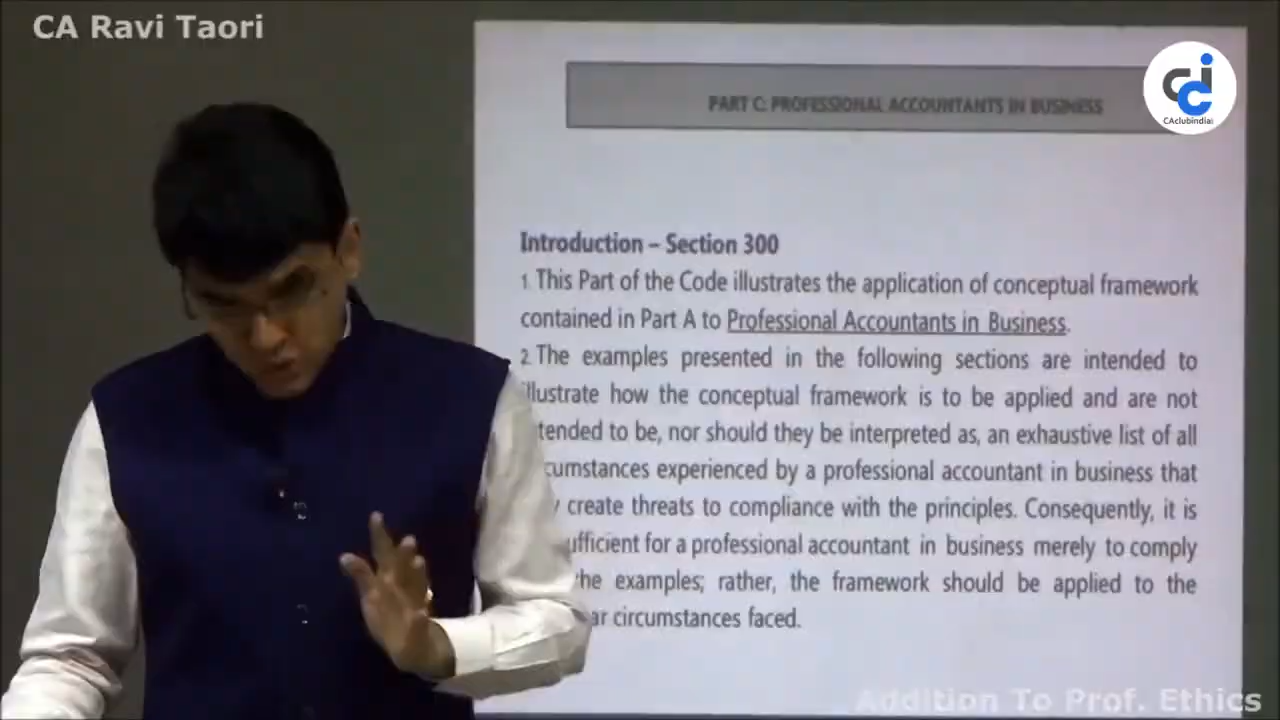 CA Ravi Taori
CAclubindia
PART C: PROFESSIONAL ACCOUNTANTS IN BUSINESS
Introduction – Section 300
1. This Part of the Code illustrates the application of conceptual framework
contained in Part A to Professional Accountants in Business.
2. The examples presented in the following sections are intended to
illustrate how the conceptual framework is to be applied and are not
tended to be, nor should they be interpreted as, an exhaustive list of all
cumstances experienced by a professional accountant in business that
create threats to compliance with the principles. Consequently, it is
ufficient for a professional accountant in business merely to comply
he examples; rather, the framework should be applied to the
ar circumstances faced.
Addition To Prof. Ethics